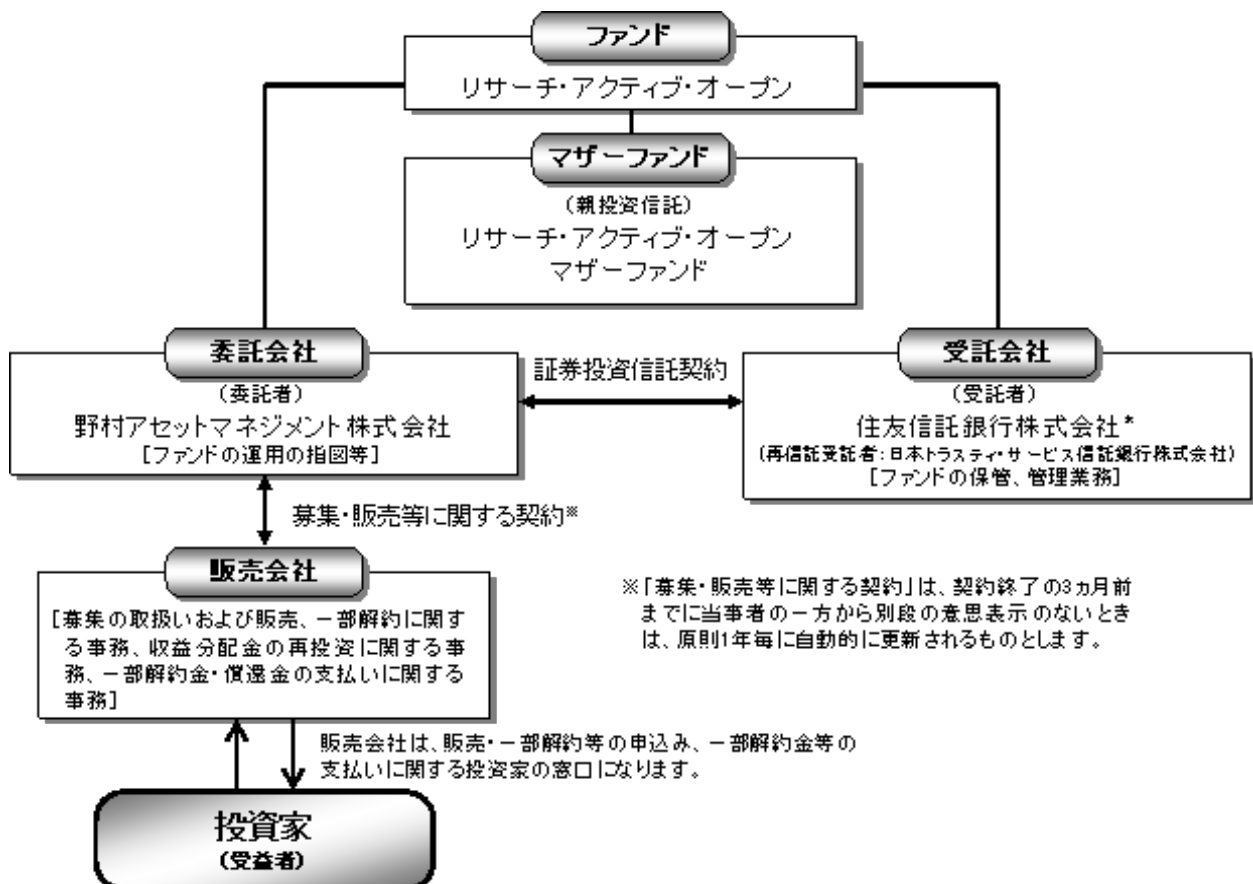 ファンド
リサーチ・アクティブ・オープン
マザーファンド
(親投資信託)
リサーチ・アクティブ・オープン
マザーファンド
委託会社
(委託者)
野村アセットマネジメント株式会社
[ファンドの運用の指図等]
証券投資信託契約
受託会社
(受託者)
住友信託銀行株式会社*
(再信託受託者:日本トラスティ・サービス信託銀行株式会社)
[ファンドの保管、管理業務]
募集・販売等に関する契約※
販売会社
[募集の取扱いおよび販売、一部解約に関す
る事務、収益分配金の再投資に関する事
務、一部解約金・償還金の支払いに関する
事務]
※「募集・販売等に関する契約」は、契約終了の3ヵ月前
までに当事者の一方から別段の意思表示のないとき
は、原則1年毎に自動的に更新されるものとします。
販売会社は、販売・一部解約等の申込み、一部解約金等の
支払いに関する投資家の窓口になります。
投資家
(受益者)